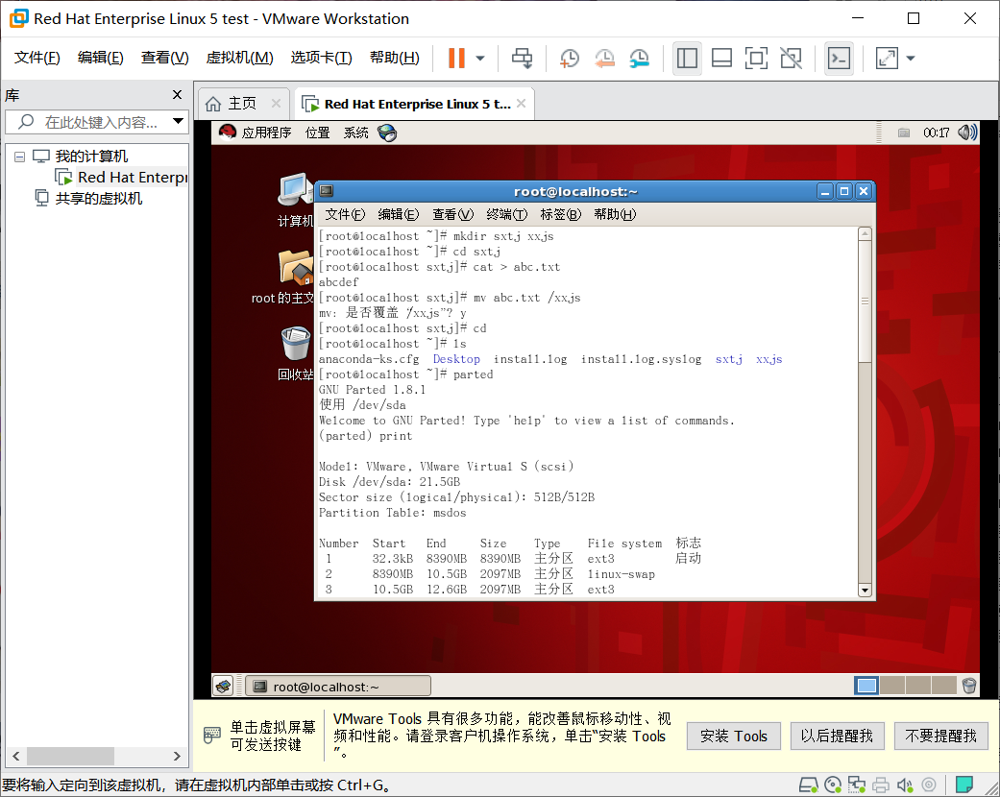 Red Hat Enterprise Linux 5 test - VMware Workstation
文件(F) 编辑(E) 查看(V) 虚拟机(M) 选项卡(T) 帮助(H)
库
主页
Red Hat Enterprise Linux 5 t...
在此处键入内容...
我的计算机
Red Hat Enterpr
共享的虚拟机
应用程序 位置 系统
00:17
计算机
root 的主文
回收站
root@localhost:~
文件(F) 编辑(E) 查看(V) 终端(T) 标签(B) 帮助(H)
[root@localhost ~]# mkdir sxtj xxjs
[root@localhost ~]# cd sxtj
[root@localhost sxtj]# cat > abc.txt
abcdef
[root@localhost sxtj]# mv abc.txt /xxjs
mv: 是否覆盖“/xxjs”? y
[root@localhost sxtj]# cd
[root@localhost ~]# ls
anaconda-ks.cfg Desktop install.log install.log.syslog sxtj xxjs
[root@localhost ~]# parted
GNU Parted 1.8.1
使用 /dev/sda
Welcome to GNU Parted! Type 'help' to view a list of commands.
(parted) print
Model: VMware, VMware Virtual S (scsi)
Disk /dev/sda: 21.5GB
Sector size (logical/physical): 512B/512B
Partition Table: msdos
Number Start End Size Type File system 标志
1 32.3kB 8390MB 8390MB 主分区 ext3 启动
2 8390MB 10.5GB 2097MB 主分区 linux-swap
3 10.5GB 12.6GB 2097MB 主分区 ext3
root@localhost:~
单击虚拟屏幕
可发送按键
VMware Tools 具有很多功能，能改善鼠标移动性、视
频和性能。请登录客户机操作系统，单击“安装 Tools
”。
安装 Tools
以后提醒我
不要提醒我
要将输入定向到该虚拟机，请在虚拟机内部单击或按 Ctrl+G。